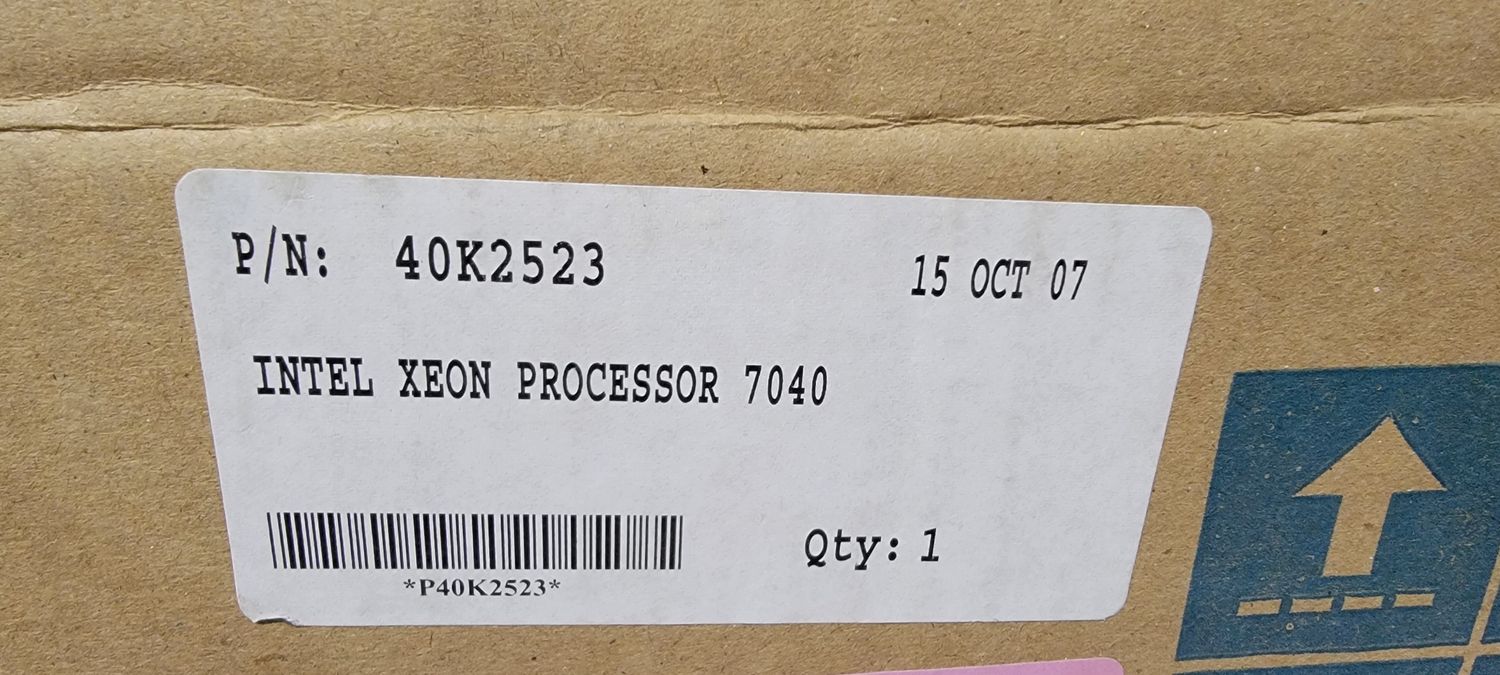 P/N: 40K2523 15 OCT 07
INTEL XEON PROCESSOR 7040
*P40K2523*
Qty: 1